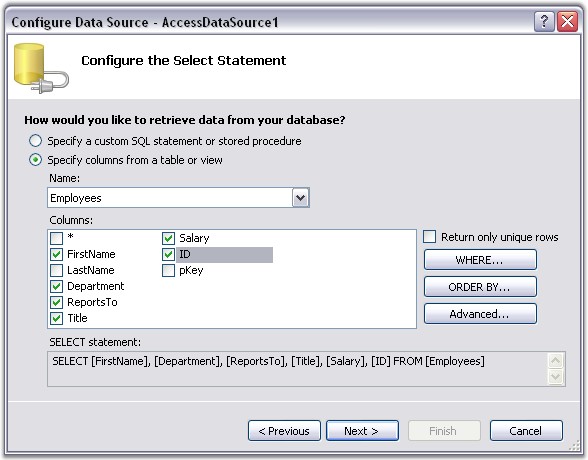 Configure Data Source - AccessDataSource1
Configure the Select Statement
How would you like to retrieve data from your database?
Specify a custom SQL statement or stored procedure
Specify columns from a table or view
Name:
Employees
Columns:
*
FirstName
LastName
Department
ReportsTo
Title
Salary
ID
pKey
Return only unique rows
WHERE...
ORDER BY...
Advanced...
SELECT statement:
SELECT [FirstName], [Department], [ReportsTo], [Title], [Salary], [ID] FROM [Employees]
< Previous
Next >
Finish
Cancel